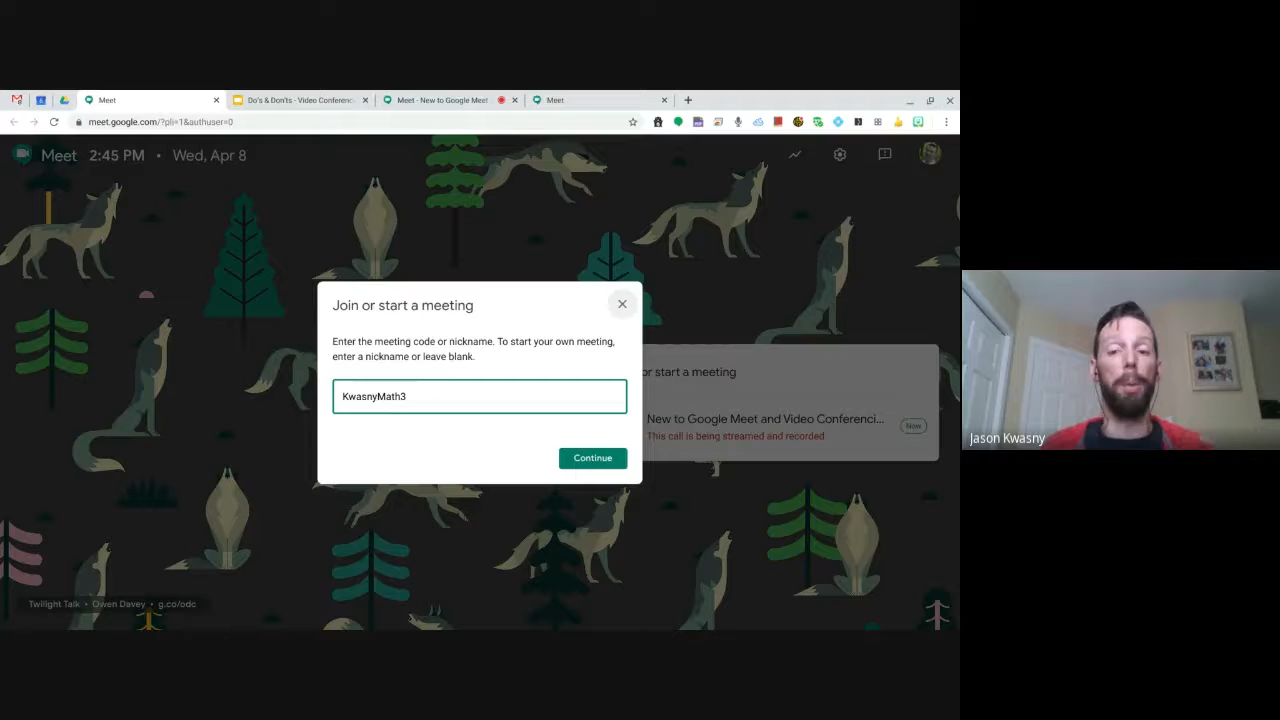 Meet
Do's & Don'ts - Video Conferenc
Meet - New to Google Meet
Meet
meet.google.com/?pli=1&authuser=0
Meet 2:45 PM • Wed, Apr 8
Join or start a meeting
Enter the meeting code or nickname. To start your own meeting,
enter a nickname or leave blank.
KwasnyMath3
Continue
or start a meeting
New to Google Meet and Video Conferenci...
Now
This call is being streamed and recorded
Jason Kwasny
Twilight Talk • Owen Davey • g.co/odc